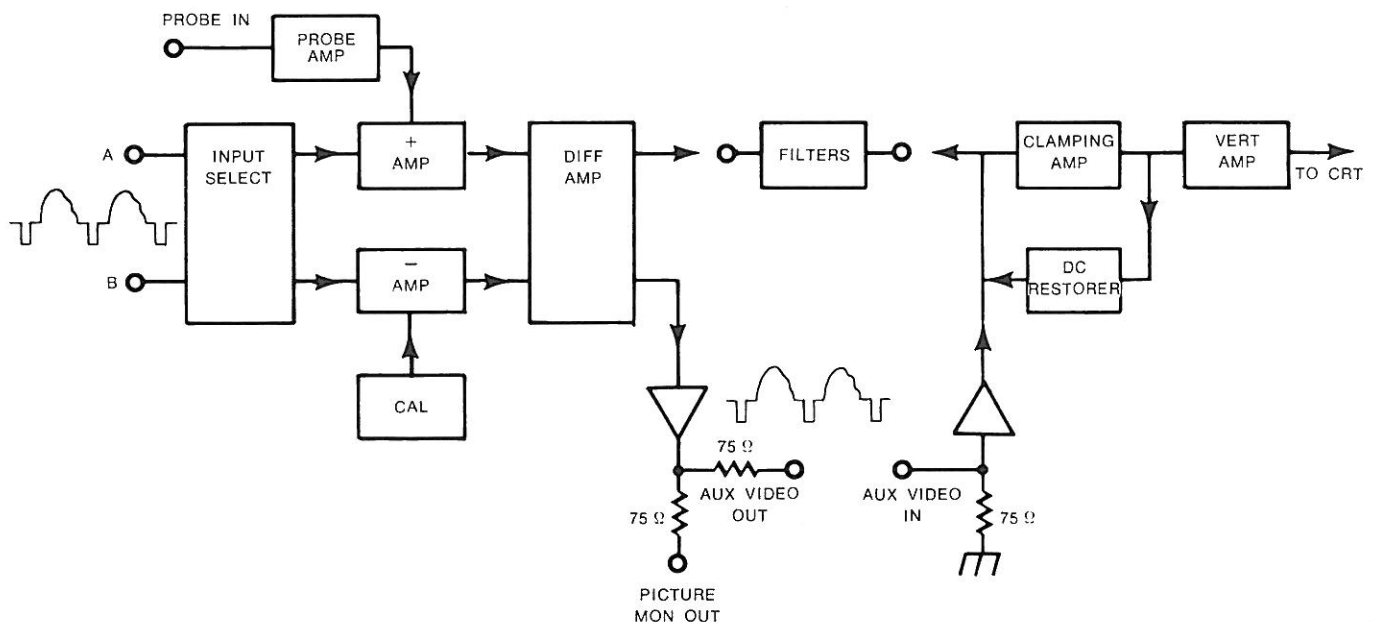 PROBE IN
PROBE
AMP
A
INPUT
SELECT
+
AMP
DIFF
AMP
FILTERS
CLAMPING
AMP
VERT
AMP
TO CRT
B
−
AMP
DC
RESTORER
CAL
75 Ω
AUX VIDEO
OUT
75 Ω
PICTURE
MON OUT
AUX VIDEO
IN
75 Ω